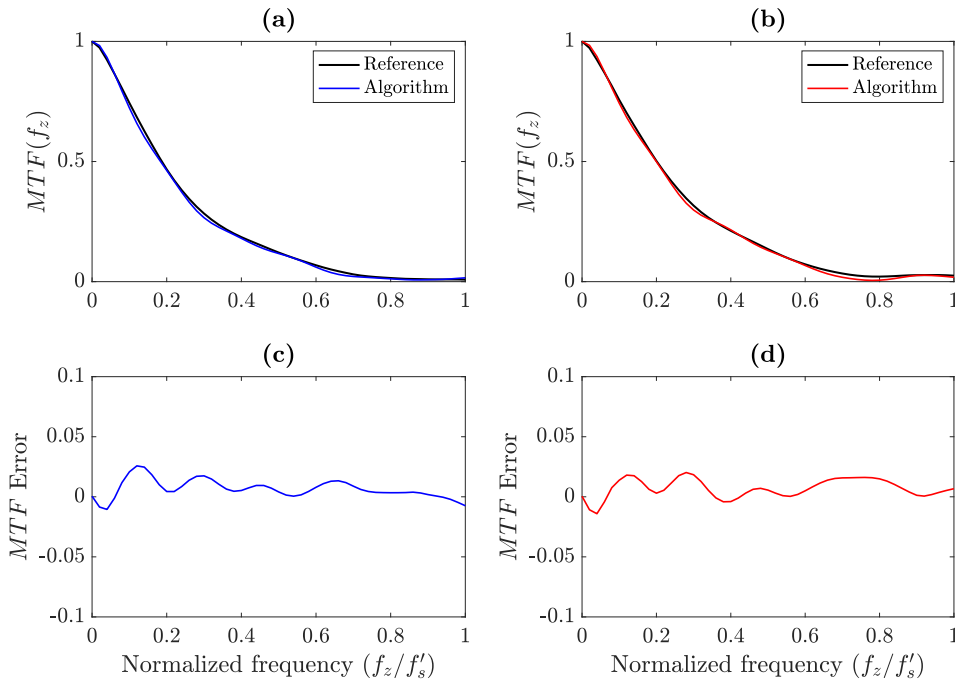 (a)
1
0.5
0
MTF(f_z)
Reference
Algorithm
0 0.2 0.4 0.6 0.8 1
(b)
1
0.5
0
MTF(f_z)
Reference
Algorithm
0 0.2 0.4 0.6 0.8 1
(c)
0.1
0.05
0
-0.05
-0.1
MTF Error
0 0.2 0.4 0.6 0.8 1
Normalized frequency (f_z/f'_s)
(d)
0.1
0.05
0
-0.05
-0.1
MTF Error
0 0.2 0.4 0.6 0.8 1
Normalized frequency (f_z/f'_s)